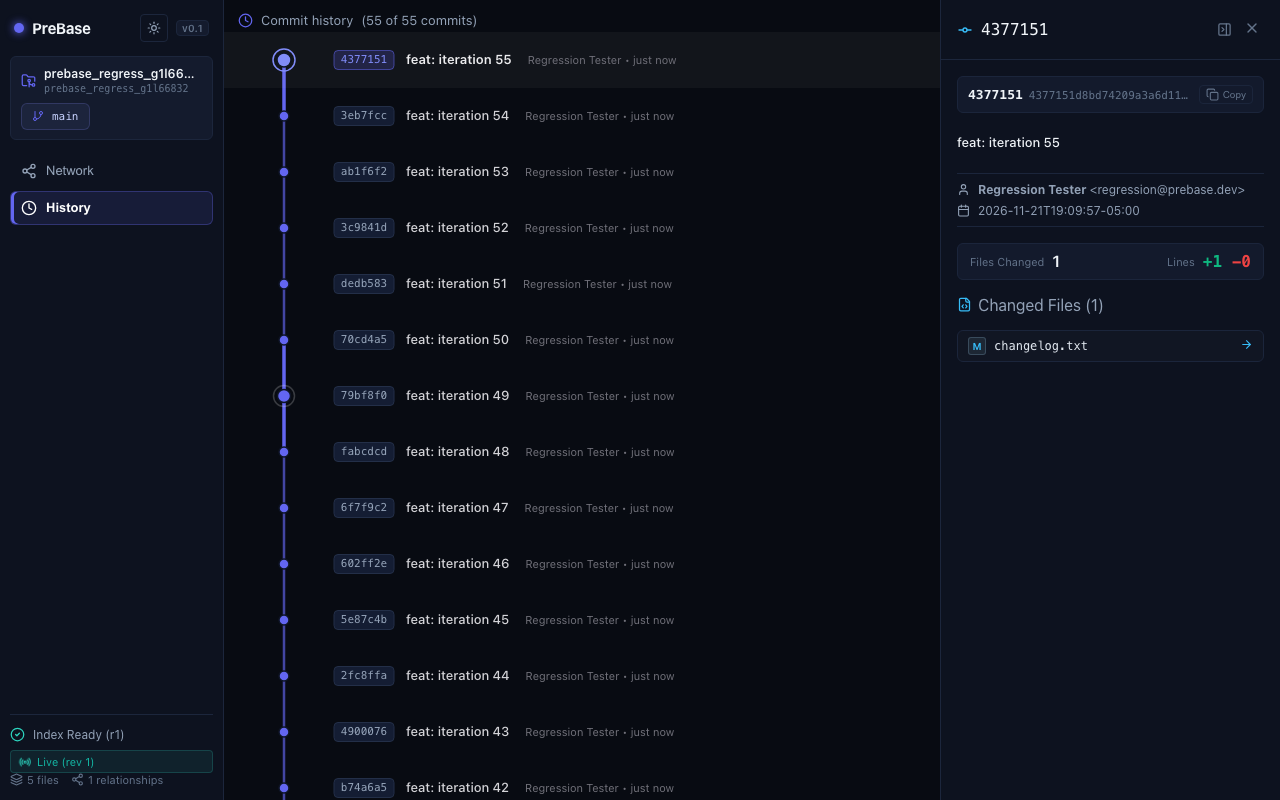 PreBase
v0.1
prebase_regress_g1l66...
prebase_regress_g1l66832
main
Network
History
Index Ready (r1)
Live (rev 1)
5 files 1 relationships
Commit history (55 of 55 commits)
4377151 feat: iteration 55 Regression Tester • just now
3eb7fcc feat: iteration 54 Regression Tester • just now
ab1f6f2 feat: iteration 53 Regression Tester • just now
3c9841d feat: iteration 52 Regression Tester • just now
dedb583 feat: iteration 51 Regression Tester • just now
70cd4a5 feat: iteration 50 Regression Tester • just now
79bf8f0 feat: iteration 49 Regression Tester • just now
fabcdcd feat: iteration 48 Regression Tester • just now
6f7f9c2 feat: iteration 47 Regression Tester • just now
602ff2e feat: iteration 46 Regression Tester • just now
5e87c4b feat: iteration 45 Regression Tester • just now
2fc8ffa feat: iteration 44 Regression Tester • just now
4900076 feat: iteration 43 Regression Tester • just now
b74a6a5 feat: iteration 42 Regression Tester • just now
4377151
4377151 4377151d8bd74209a3a6d11... Copy
feat: iteration 55
Regression Tester <regression@prebase.dev>
2026-11-21T19:09:57-05:00
Files Changed 1 Lines +1 −0
Changed Files (1)
M changelog.txt